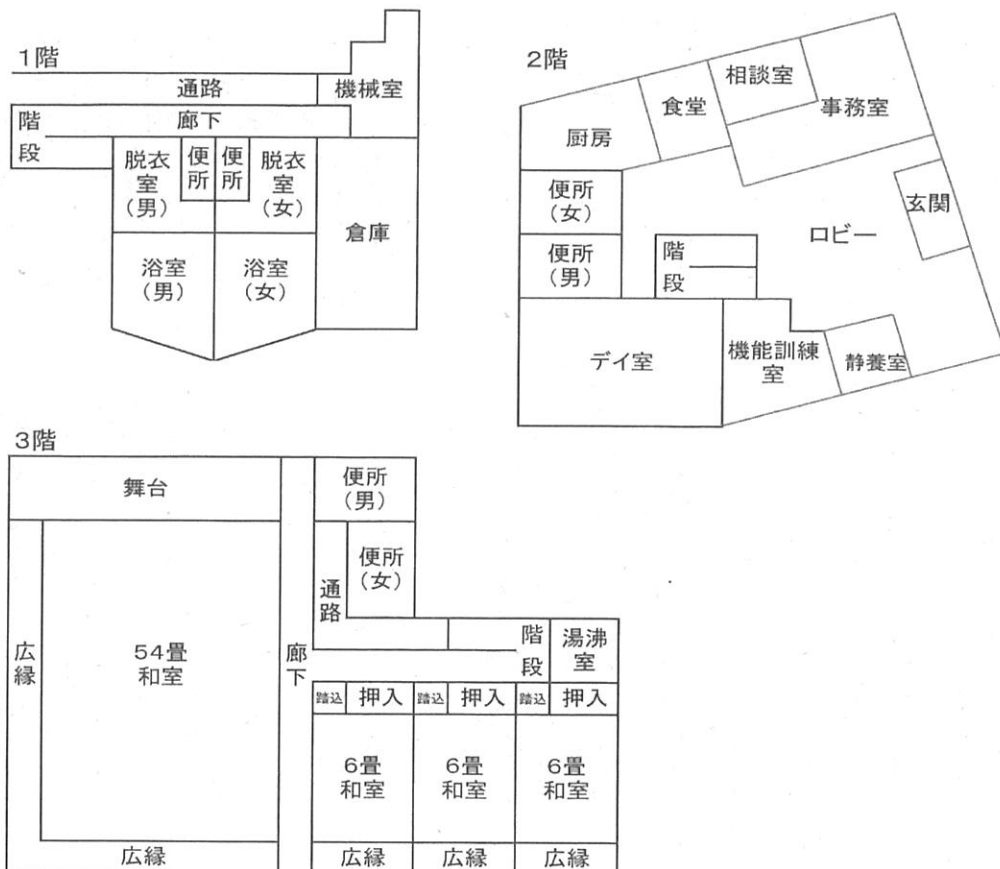 1階
通路
機械室
廊下
階
段
脱衣
室
(男)
便
所
便
所
脱衣
室
(女)
倉庫
浴室
(男)
浴室
(女)
2階
相談室
食堂
事務室
厨房
便所
(女)
玄関
ロビー
便所
(男)
階
段
デイ室
機能訓練
室
静養室
3階
舞台
便所
(男)
便所
(女)
通
路
広
縁
54畳
和室
廊
下
階
段
湯沸
室
踏込
押入
踏込
押入
踏込
押入
6畳
和室
6畳
和室
6畳
和室
広縁
広縁
広縁
広縁